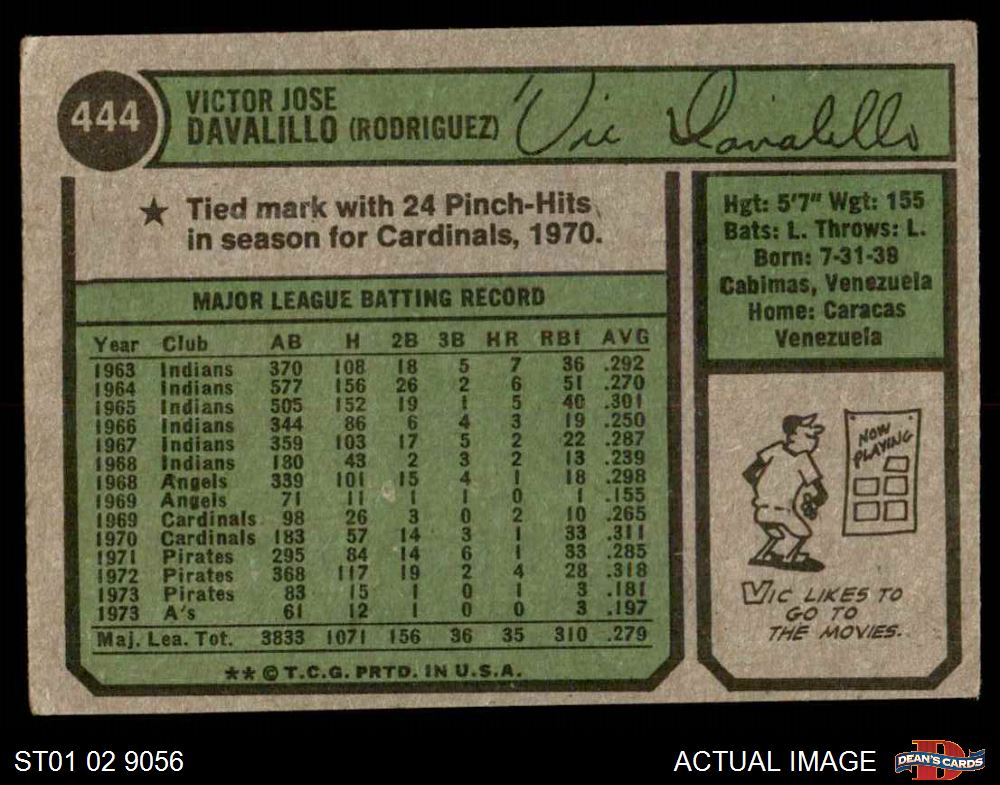 444
VICTOR JOSE
DAVALILLO (RODRIGUEZ)
Vic Davalillo
★ Tied mark with 24 Pinch-Hits
in season for Cardinals, 1970.
Hgt: 5'7" Wgt: 155
Bats: L. Throws: L.
Born: 7-31-39
Cabimas, Venezuela
Home: Caracas
Venezuela
MAJOR LEAGUE BATTING RECORD
Year Club AB H 2B 3B HR RBI AVG
1963 Indians 370 108 18 5 7 36 .292
1964 Indians 577 156 26 2 6 51 .270
1965 Indians 505 152 19 1 5 40 .301
1966 Indians 344 86 6 4 3 19 .250
1967 Indians 359 103 17 5 2 22 .287
1968 Indians 180 43 2 3 2 13 .239
1968 Angels 339 101 15 4 1 18 .298
1969 Angels 71 11 1 1 0 1 .155
1969 Cardinals 98 26 3 0 2 10 .265
1970 Cardinals 183 57 14 3 1 33 .311
1971 Pirates 295 84 14 6 1 33 .285
1972 Pirates 368 117 19 2 4 28 .318
1973 Pirates 83 15 1 0 1 3 .181
1973 A's 61 12 1 0 0 3 .197
Maj. Lea. Tot. 3833 1071 156 36 35 310 .279
** © T.C.G. PRTD. IN U.S.A.
NOW
PLAYING
VIC LIKES TO
GO TO
THE MOVIES.
ST01 02 9056
ACTUAL IMAGE
DEAN'S CARDS